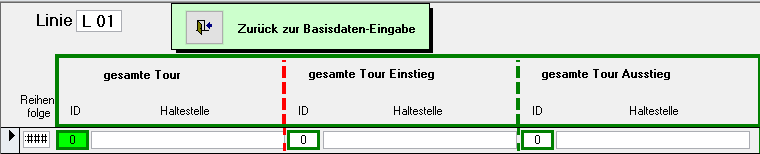 Linie L 01
Zurück zur Basisdaten-Eingabe
gesamte Tour gesamte Tour Einstieg gesamte Tour Ausstieg
Reihen
folge ID Haltestelle ID Haltestelle ID Haltestelle
:### 0 0 0